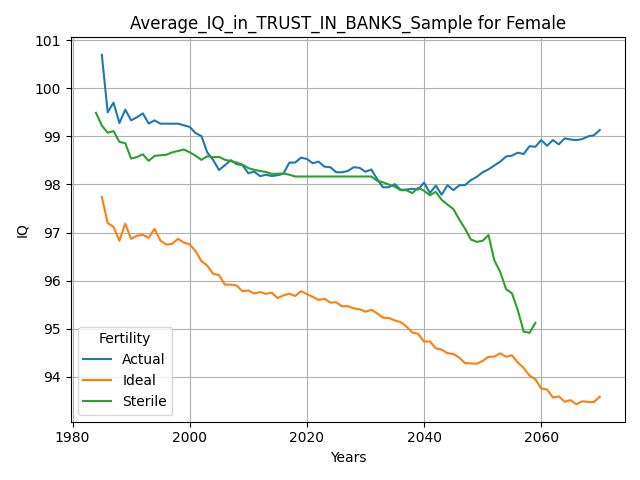 Average_IQ_in_TRUST_IN_BANKS_Sample for Female
101
100
99
98
97
96
95
94
IQ
Fertility
Actual
Ideal
Sterile
1980
2000
2020
2040
2060
Years